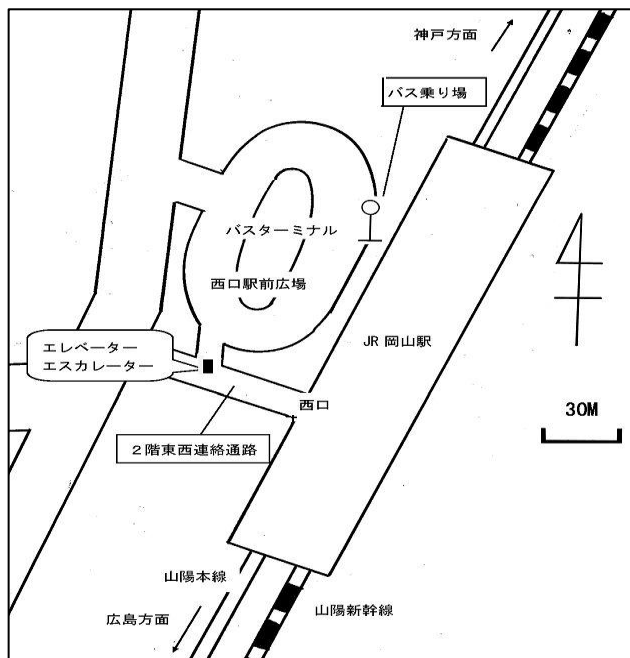 神戸方面
バス乗り場
バスターミナル
西口駅前広場
JR 岡山駅
エレベーター
エスカレーター
西口
30M
2階東西連絡通路
山陽本線
広島方面
山陽新幹線